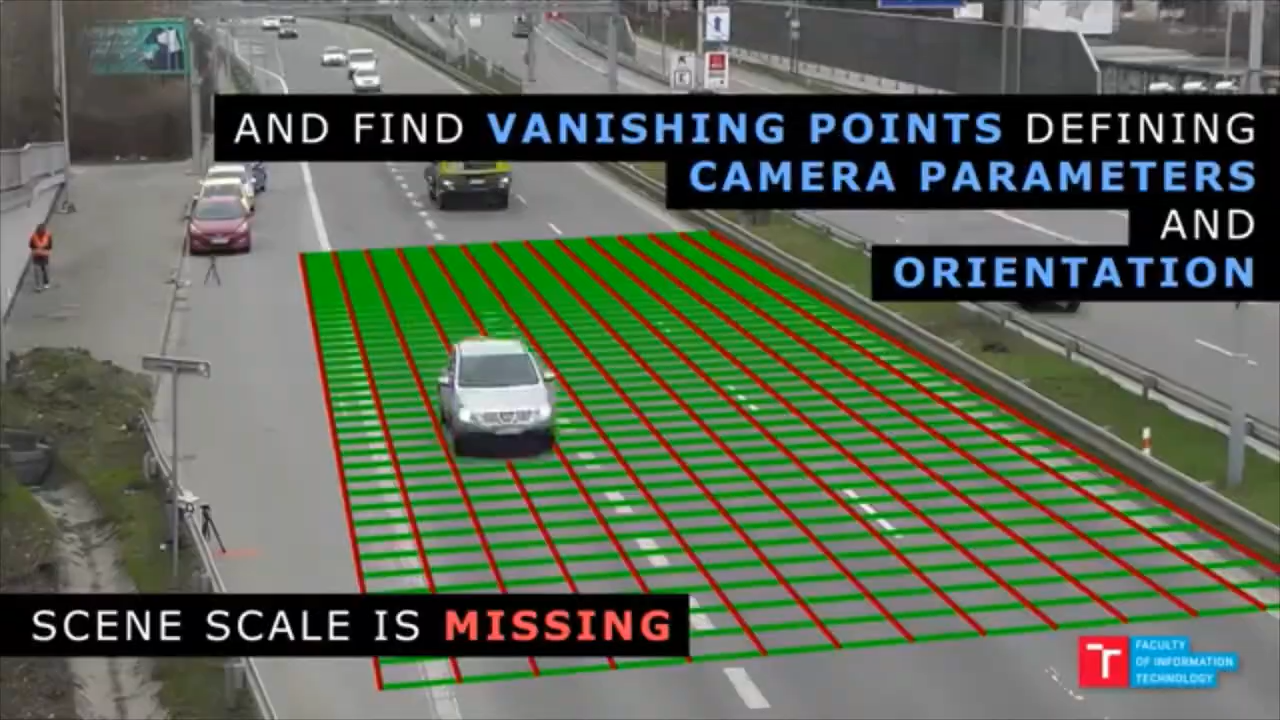 AND FIND VANISHING POINTS DEFINING
CAMERA PARAMETERS
AND
ORIENTATION
SCENE SCALE IS MISSING
FACULTY
OF INFORMATION
TECHNOLOGY